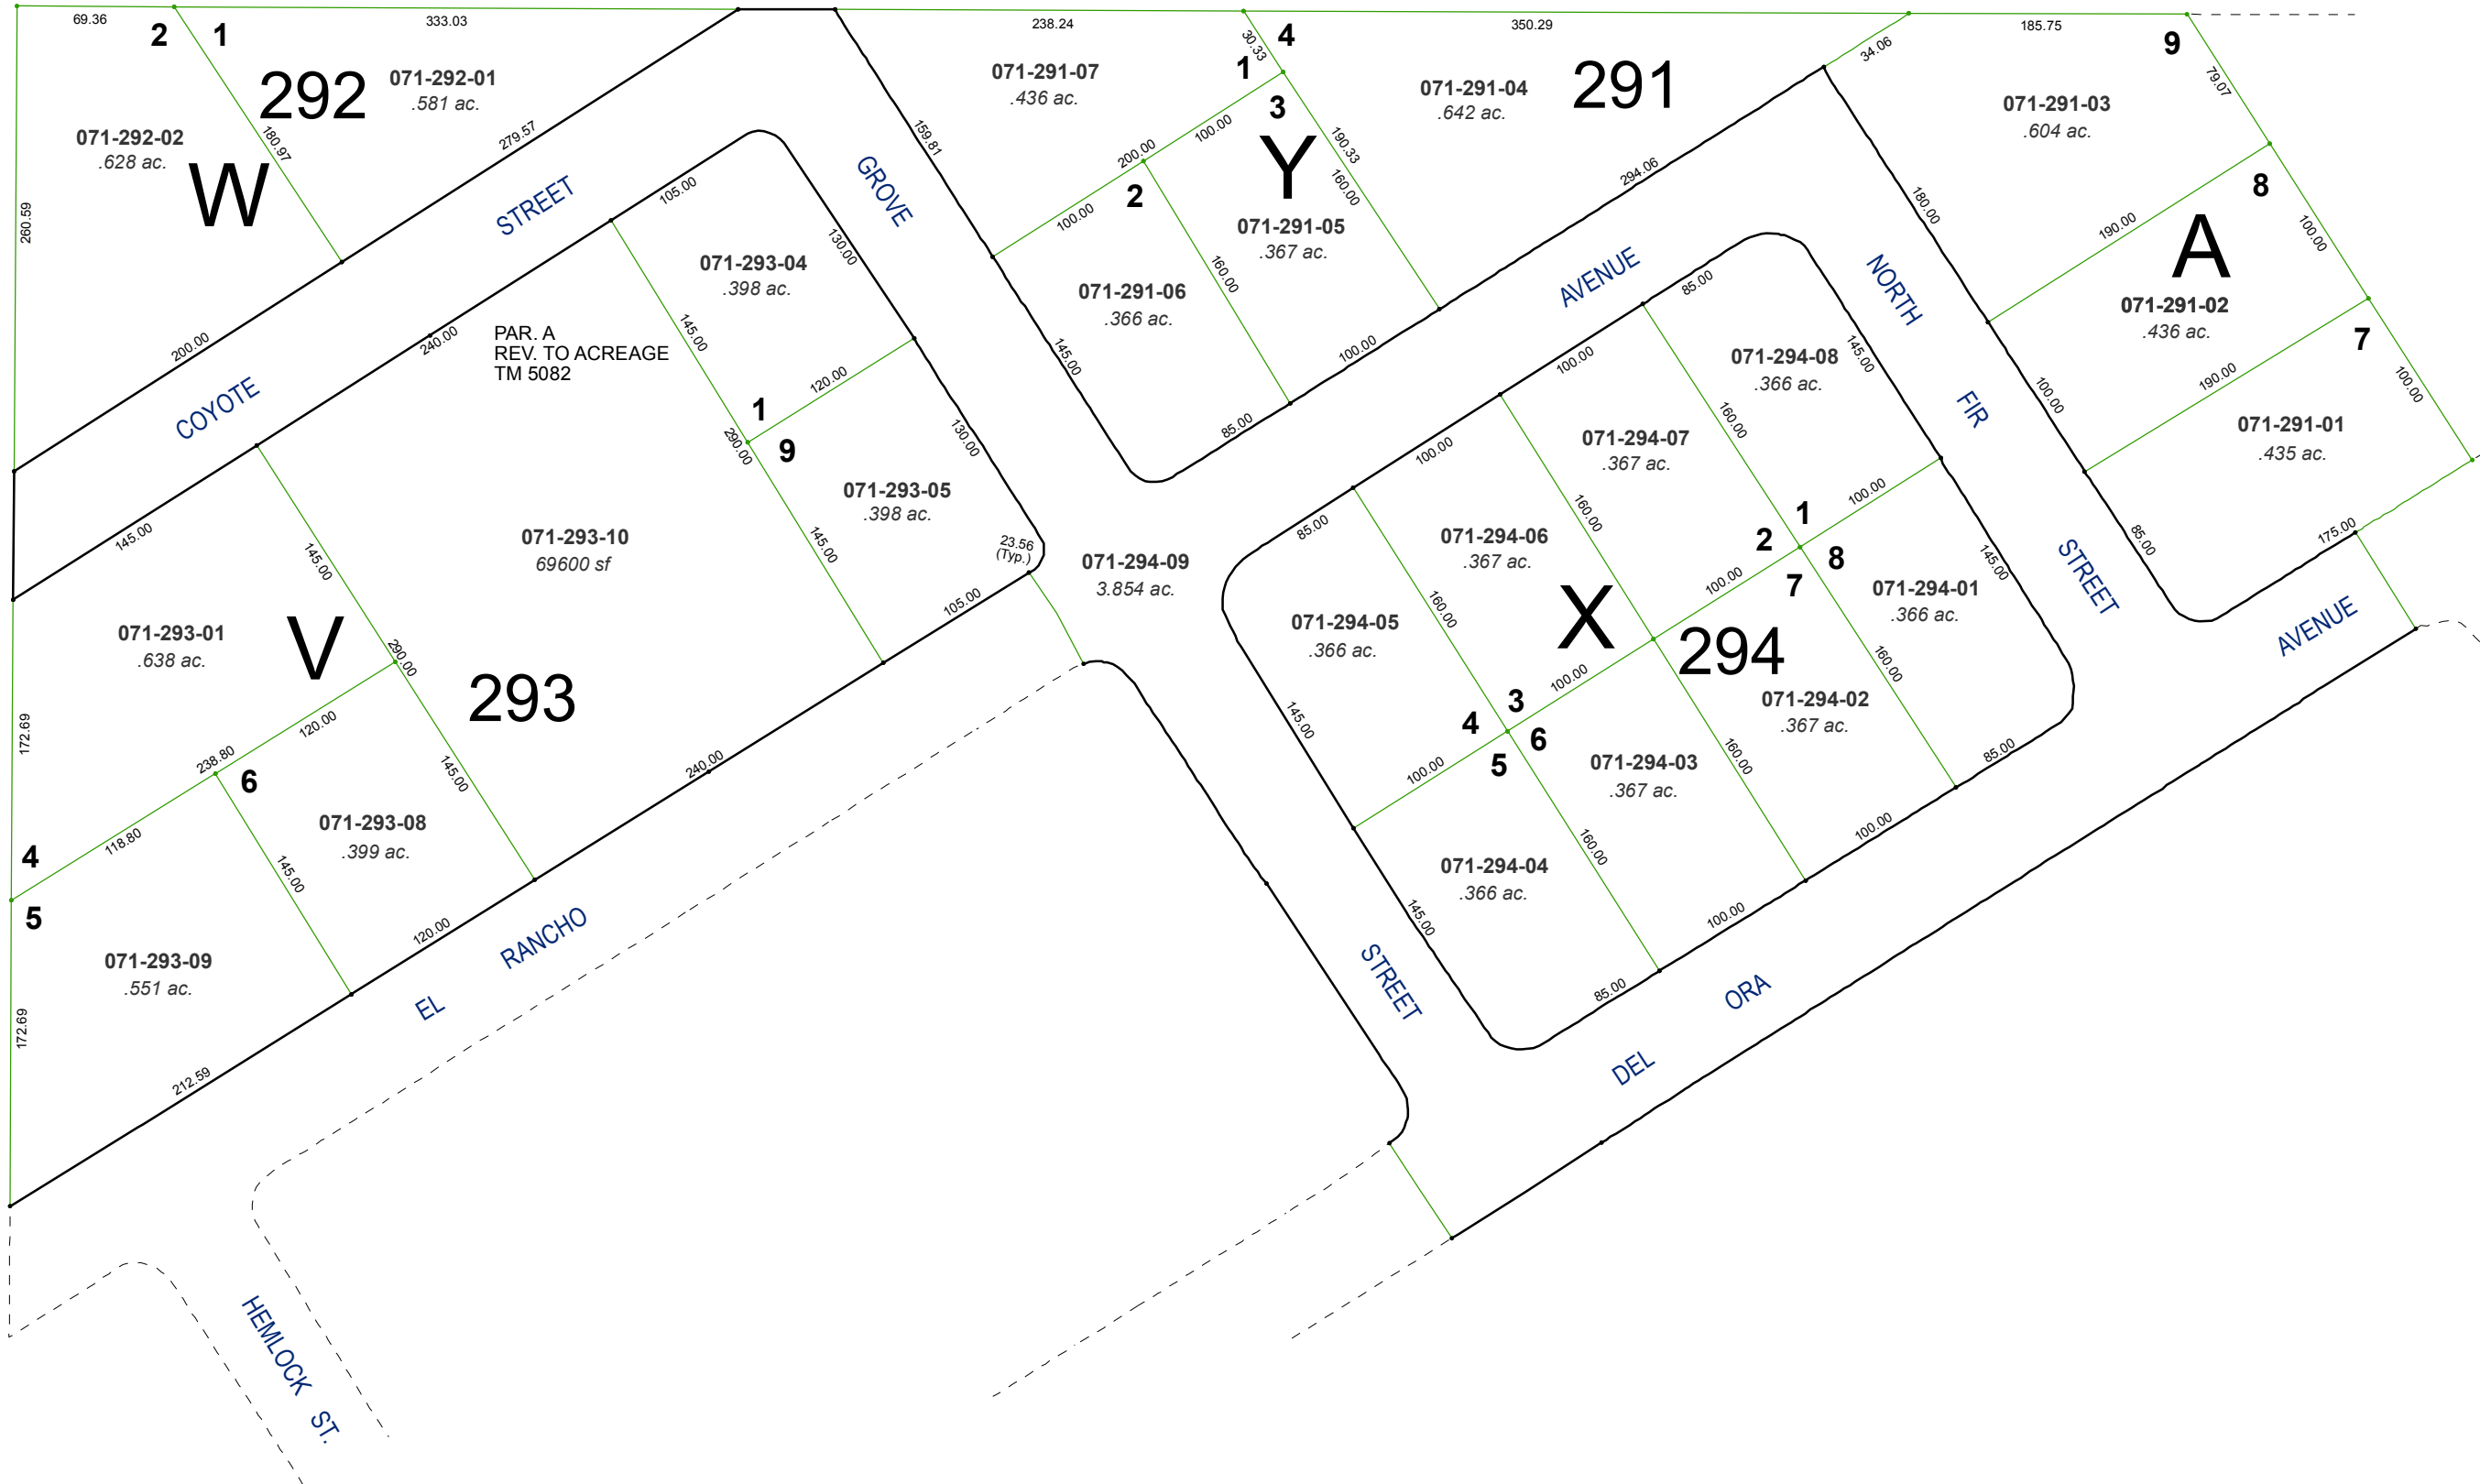 69.36
333.03
238.24
350.29
185.75
2
1
4
9
30.33
34.06
79.07
292
071-292-01
.581 ac.
071-292-02
.628 ac.
W
180.97
279.57
260.59
200.00
COYOTE
STREET
GROVE
159.81
071-291-07
.436 ac.
1
3
200.00
100.00
100.00
2
Y
190.33
160.00
071-291-04
.642 ac.
291
294.06
071-291-05
.367 ac.
071-291-06
.366 ac.
160.00
145.00
85.00
100.00
AVENUE
071-291-03
.604 ac.
180.00
190.00
8
A
100.00
071-291-02
.436 ac.
7
100.00
190.00
100.00
071-291-01
.435 ac.
85.00
175.00
NORTH
FIR
STREET
AVENUE
105.00
130.00
071-293-04
.398 ac.
240.00
PAR. A
REV. TO ACREAGE
TM 5082
145.00
120.00
1
9
290.00
130.00
071-293-05
.398 ac.
145.00
23.56
(Typ.)
105.00
145.00
145.00
071-293-10
69600 sf
071-293-01
.638 ac.
V
290.00
293
172.69
238.80
120.00
6
118.80
145.00
240.00
4
5
071-293-08
.399 ac.
145.00
120.00
071-293-09
.551 ac.
172.69
212.59
EL
RANCHO
HEMLOCK
ST.
071-294-09
3.854 ac.
85.00
100.00
100.00
85.00
145.00
071-294-08
.366 ac.
160.00
071-294-07
.367 ac.
160.00
071-294-06
.367 ac.
160.00
071-294-05
.366 ac.
145.00
100.00
1
2
8
7
100.00
X
294
071-294-01
.366 ac.
145.00
160.00
100.00
3
4
6
5
100.00
071-294-02
.367 ac.
160.00
071-294-03
.367 ac.
160.00
071-294-04
.366 ac.
145.00
85.00
100.00
100.00
85.00
STREET
DEL
ORA